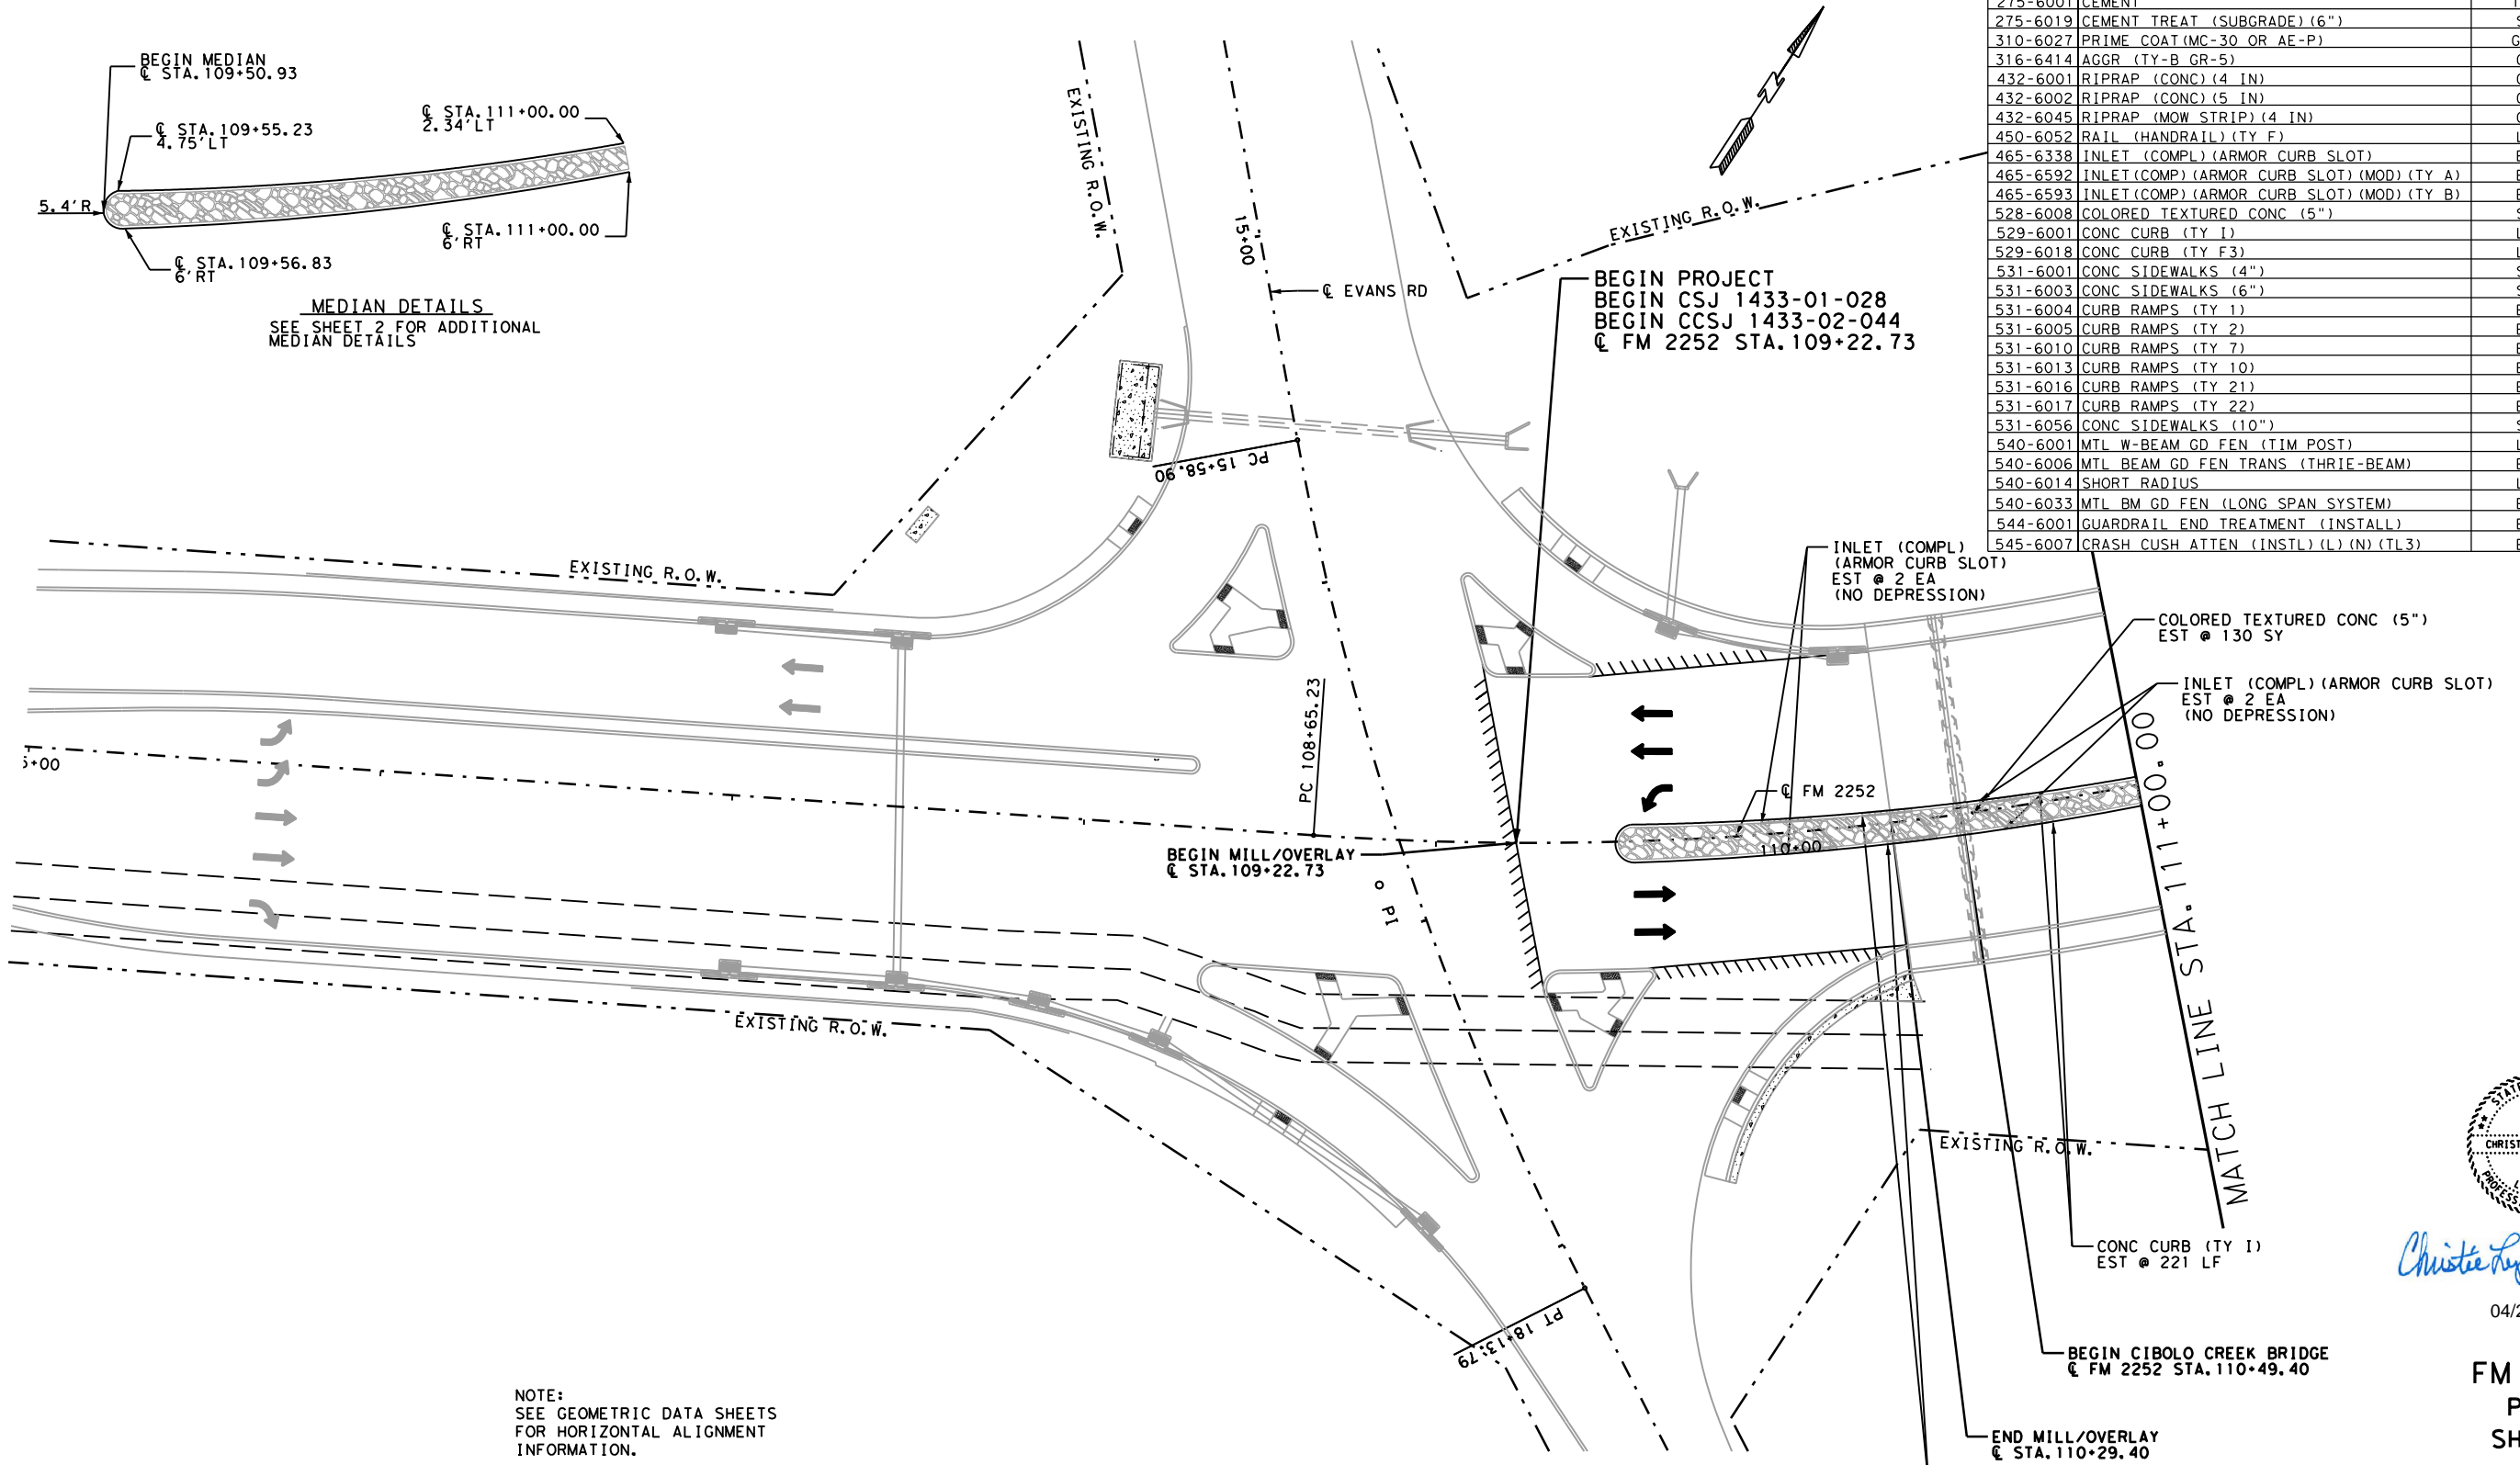 BEGIN MEDIAN
℄ STA.109+50.93
℄ STA.109+55.23
4.75'LT
℄ STA.111+00.00
2.34'LT
5.4'R
℄ STA.111+00.00
6'RT
℄ STA.109+56.83
6'RT
MEDIAN DETAILS
SEE SHEET 2 FOR ADDITIONAL
MEDIAN DETAILS
EXISTING R.O.W.
15+00
℄ EVANS RD
EXISTING R.O.W.
BEGIN PROJECT
BEGIN CSJ 1433-01-028
BEGIN CCSJ 1433-02-044
℄ FM 2252 STA.109+22.73
275-6001 CEMENT
275-6019 CEMENT TREAT (SUBGRADE)(6")
310-6027 PRIME COAT(MC-30 OR AE-P)
316-6414 AGGR (TY-B GR-5)
432-6001 RIPRAP (CONC)(4 IN)
432-6002 RIPRAP (CONC)(5 IN)
432-6045 RIPRAP (MOW STRIP)(4 IN)
450-6052 RAIL (HANDRAIL)(TY F)
465-6338 INLET (COMPL)(ARMOR CURB SLOT)
465-6592 INLET(COMP)(ARMOR CURB SLOT)(MOD)(TY A)
465-6593 INLET(COMP)(ARMOR CURB SLOT)(MOD)(TY B)
528-6008 COLORED TEXTURED CONC (5")
529-6001 CONC CURB (TY I)
529-6018 CONC CURB (TY F3)
531-6001 CONC SIDEWALKS (4")
531-6003 CONC SIDEWALKS (6")
531-6004 CURB RAMPS (TY 1)
531-6005 CURB RAMPS (TY 2)
531-6010 CURB RAMPS (TY 7)
531-6013 CURB RAMPS (TY 10)
531-6016 CURB RAMPS (TY 21)
531-6017 CURB RAMPS (TY 22)
531-6056 CONC SIDEWALKS (10")
540-6001 MTL W-BEAM GD FEN (TIM POST)
540-6006 MTL BEAM GD FEN TRANS (THRIE-BEAM)
540-6014 SHORT RADIUS
540-6033 MTL BM GD FEN (LONG SPAN SYSTEM)
544-6001 GUARDRAIL END TREATMENT (INSTALL)
545-6007 CRASH CUSH ATTEN (INSTL)(L)(N)(TL3)
PC 15+58.90
EXISTING R.O.W.
INLET (COMPL)
(ARMOR CURB SLOT)
EST @ 2 EA
(NO DEPRESSION)
COLORED TEXTURED CONC (5")
EST @ 130 SY
INLET (COMPL)(ARMOR CURB SLOT)
EST @ 2 EA
(NO DEPRESSION)
5+00
PC 108+65.23
℄ FM 2252
110+00
BEGIN MILL/OVERLAY
℄ STA.109+22.73
PI
MATCH LINE STA.111+00.00
EXISTING R.O.W.
EXISTING R.O.W.
CONC CURB (TY I)
EST @ 221 LF
PT 18+13.79
BEGIN CIBOLO CREEK BRIDGE
℄ FM 2252 STA.110+49.40
END MILL/OVERLAY
℄ STA.110+29.40
NOTE:
SEE GEOMETRIC DATA SHEETS
FOR HORIZONTAL ALIGNMENT
INFORMATION.
Christie
04/2
FM
P
SH